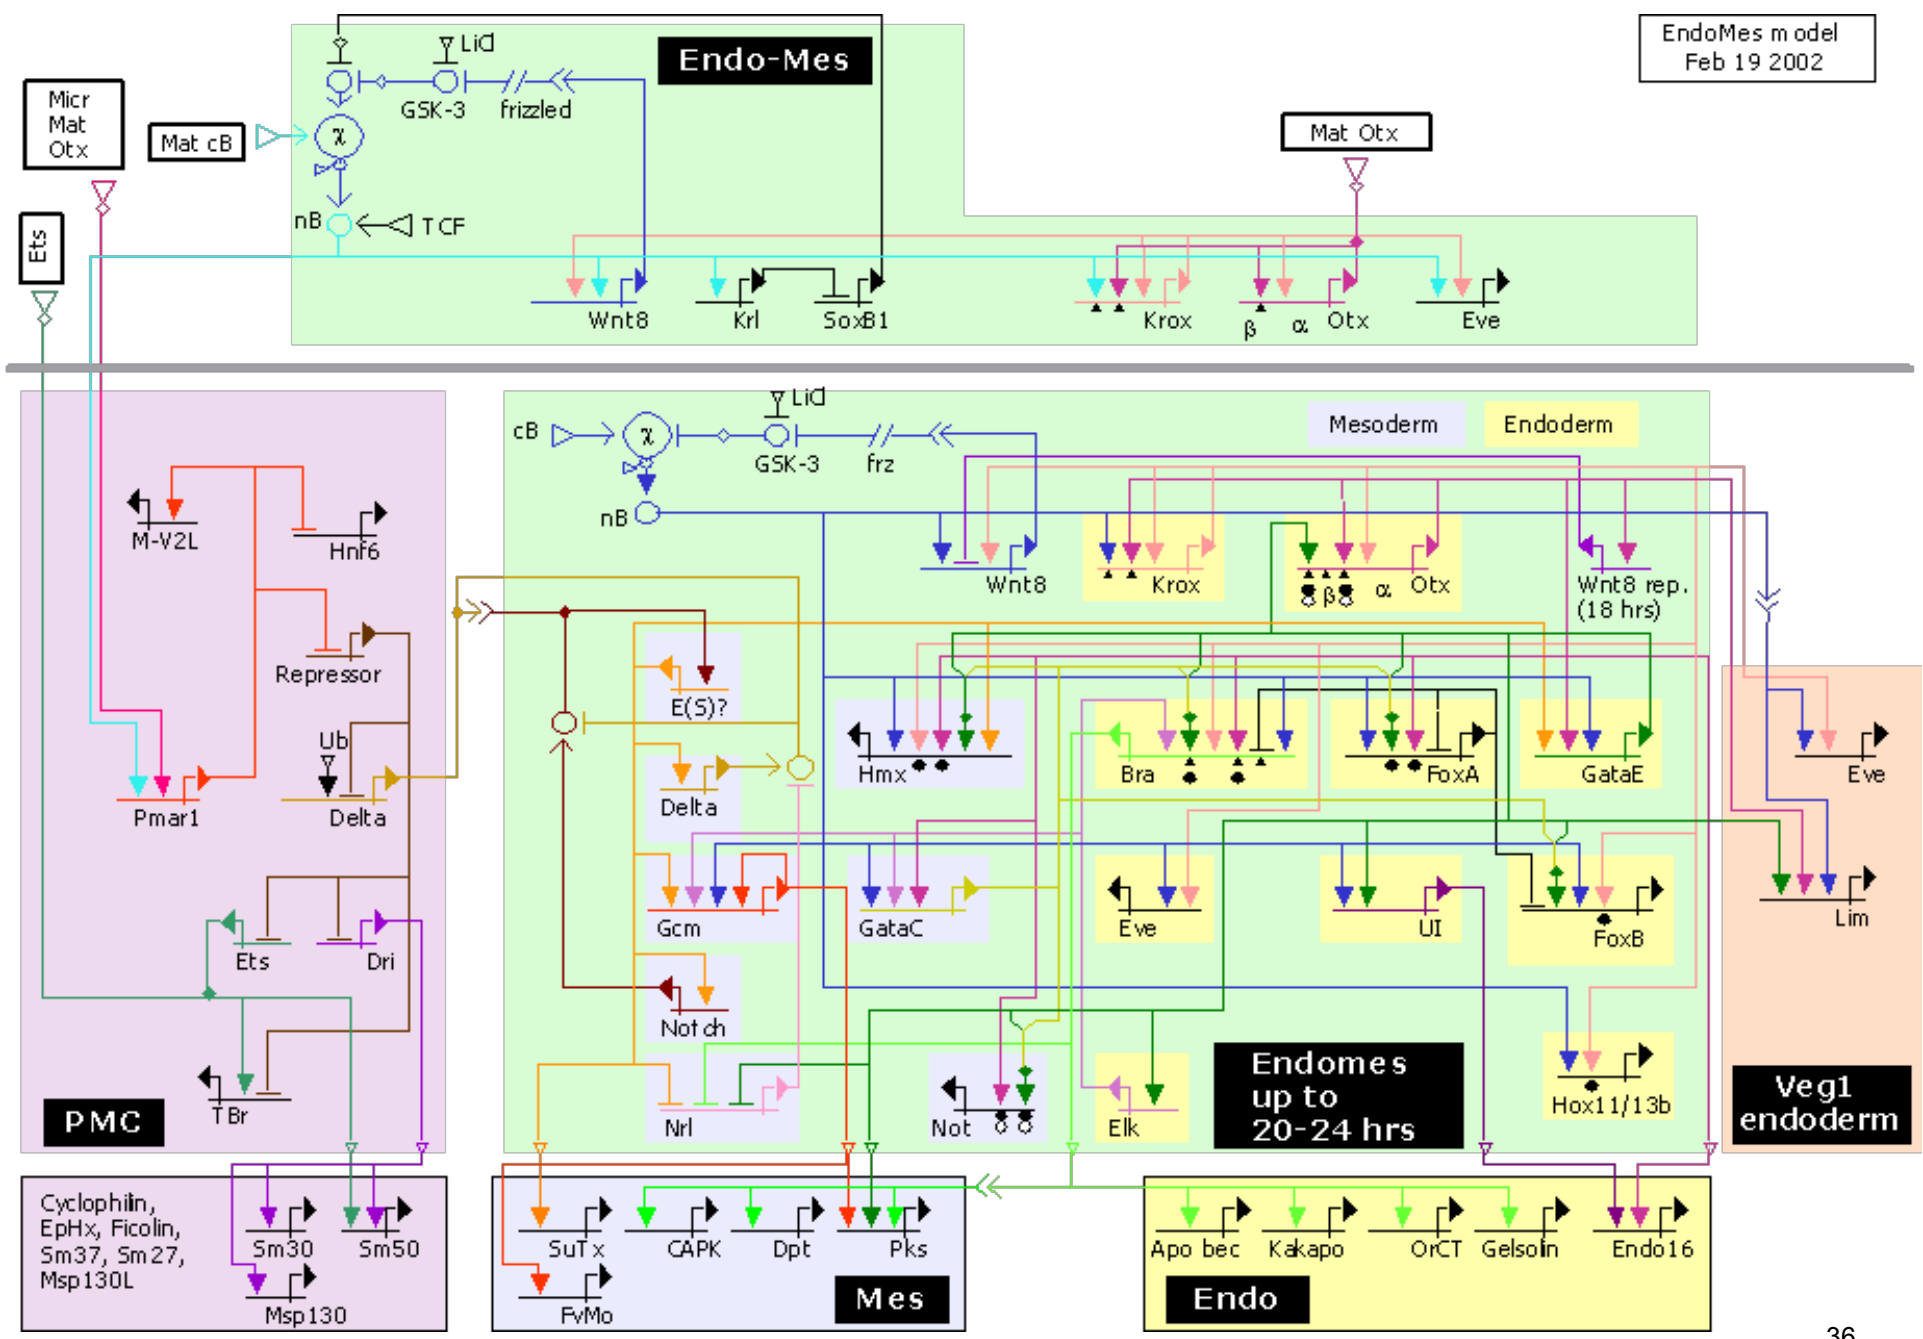 EndoMes model
Feb 19 2002
Endo-Mes
LiCl
GSK-3
frizzled
Micr
Mat
Otx
Mat cB
χ
Mat Otx
Ets
nB
TCF
Wnt8
Krl
SoxB1
Krox
β
α
Otx
Eve
LiCl
cB
χ
GSK-3
frz
Mesoderm
Endoderm
nB
M-V2L
Hnf6
Wnt8
Krox
β
α
Otx
Wnt8 rep.
(18 hrs)
Repressor
E(S)?
Ub
Hmx
Bra
FoxA
GataE
Eve
Pmar1
Delta
Delta
Gcm
GataC
Eve
UI
FoxB
Lim
Ets
Dri
Notch
TBr
Nrl
Not
Elk
Hox11/13b
PMC
Endomes
up to
20-24 hrs
Veg1
endoderm
Cyclophilin,
EpHx, Ficolin,
Sm37, Sm27,
Msp130L
Sm30
Sm50
Msp130
SuTx
CAPK
Dpt
Pks
FvMo
Mes
Apo bec
Kakapo
OrCT
Gelsolin
Endo16
Endo
36